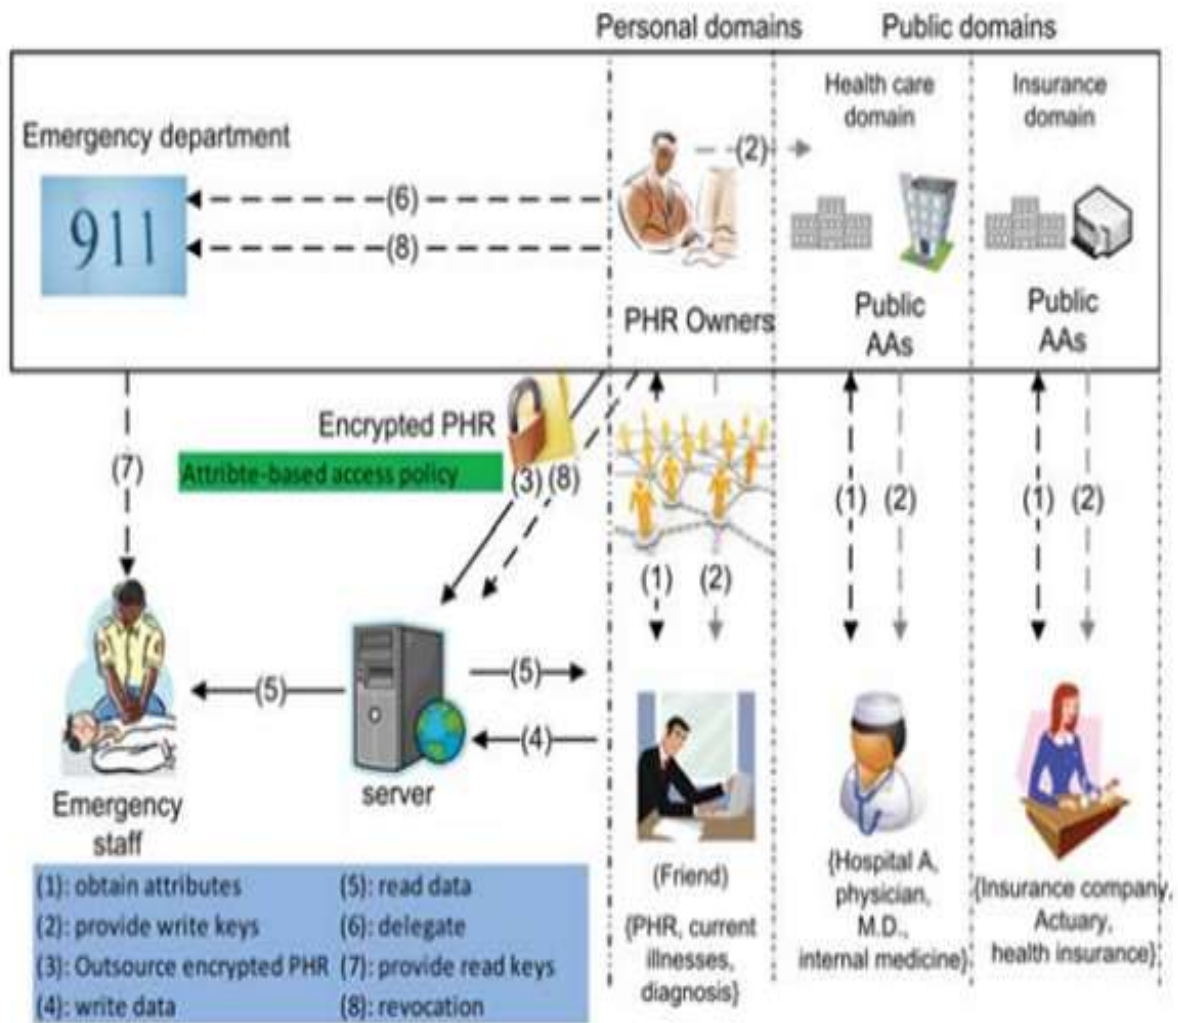 Personal domains
Public domains
Health care
domain
Insurance
domain
Emergency department
911
(6)
(8)
(2)
PHR Owners
Public
AAs
Public
AAs
Encrypted PHR
Attribte-based access policy
(3) (8)
(7)
(1) (2)
(1) (2)
(1) (2)
(5)
(5)
(4)
server
Emergency
staff
(Friend)
{PHR, current
illnesses,
diagnosis}
{Hospital A,
physician,
M.D.,
internal medicine}
{Insurance company,
Actuary,
health insurance}
(1): obtain attributes
(2): provide write keys
(3): Outsource encrypted PHR
(4): write data
(5): read data
(6): delegate
(7): provide read keys
(8): revocation